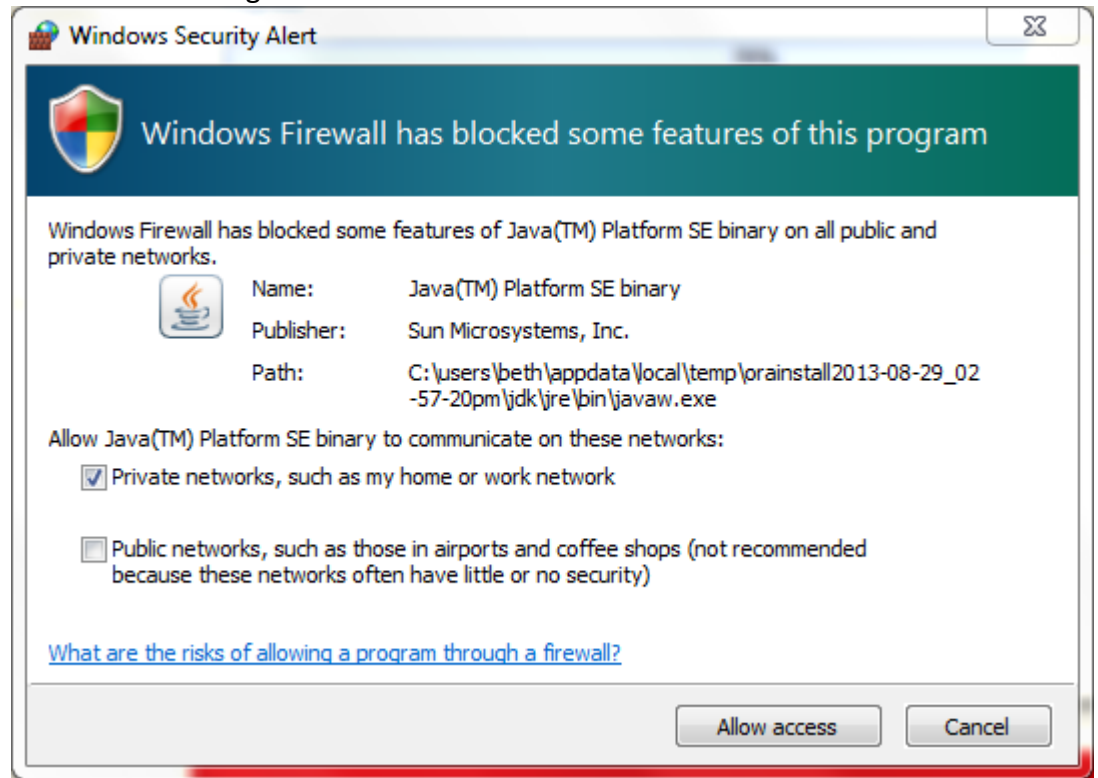 Windows Security Alert
Windows Firewall has blocked some features of this program
Windows Firewall has blocked some features of Java(TM) Platform SE binary on all public and
private networks.
Name: Java(TM) Platform SE binary
Publisher: Sun Microsystems, Inc.
Path: C:\users\beth\appdata\local\temp\orainstall2013-08-29_02
-57-20pm\jdk\jre\bin\javaw.exe
Allow Java(TM) Platform SE binary to communicate on these networks:
Private networks, such as my home or work network
Public networks, such as those in airports and coffee shops (not recommended
because these networks often have little or no security)
What are the risks of allowing a program through a firewall?
Allow access Cancel